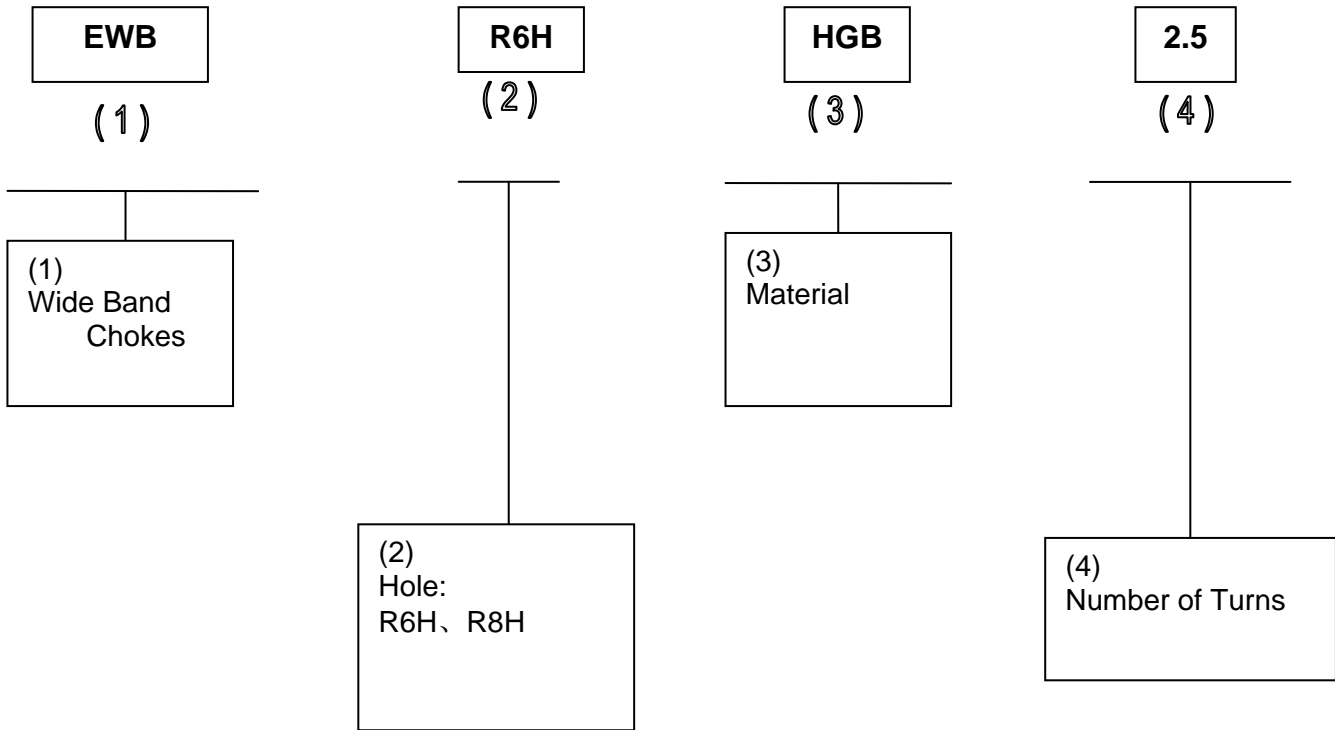 EWB
R6H
HGB
2.5
(1)
(2)
(3)
(4)
(1)
Wide Band
Chokes
(3)
Material
(2)
Hole:
R6H、R8H
(4)
Number of Turns